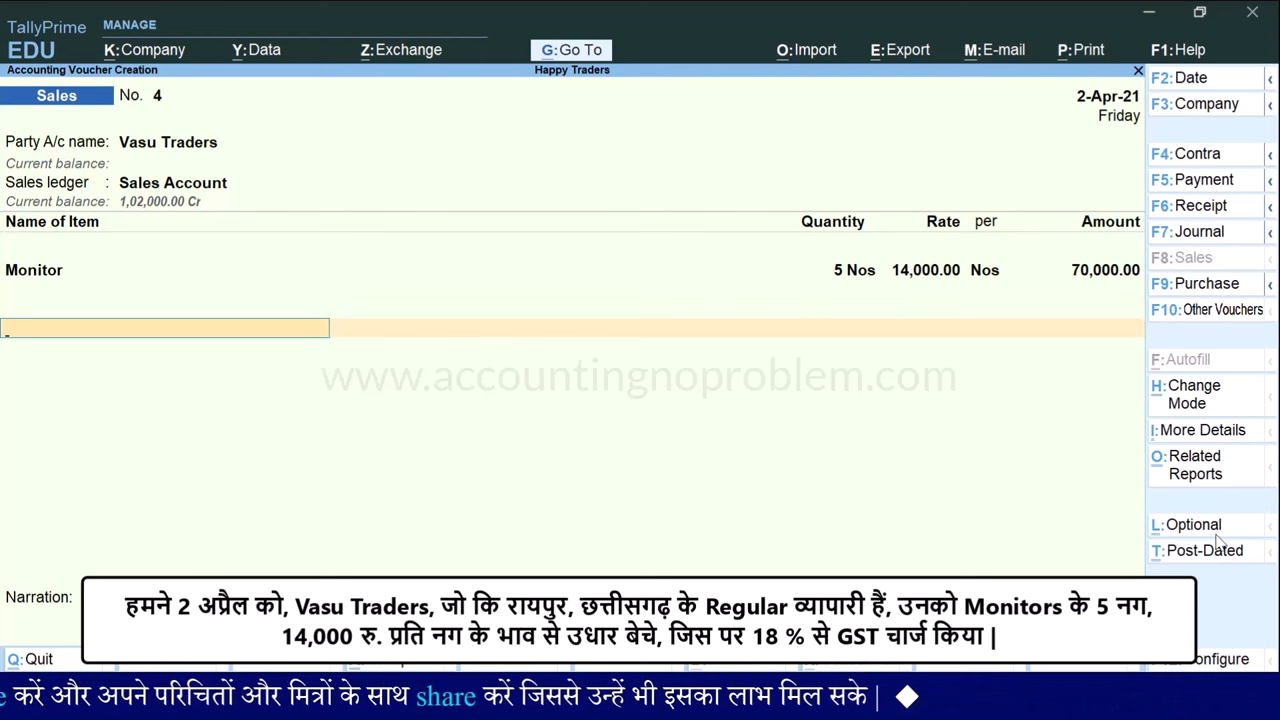 TallyPrime MANAGE
EDU K:Company Y:Data Z:Exchange G:Go To O:Import E:Export M:E-mail P:Print F1:Help
Accounting Voucher Creation Happy Traders
Sales No. 4 2-Apr-21
Friday
Party A/c name: Vasu Traders
Current balance:
Sales ledger : Sales Account
Current balance: 1,02,000.00 Cr
Name of Item Quantity Rate per Amount
Monitor 5 Nos 14,000.00 Nos 70,000.00
www.accountingnoproblem.com
Narration:
Q:Quit
F2:Date
F3:Company
F4:Contra
F5:Payment
F6:Receipt
F7:Journal
F8:Sales
F9:Purchase
F10:Other Vouchers
F:Autofill
H:Change
Mode
I:More Details
O:Related
Reports
L:Optional
T:Post-Dated
हमने 2 अप्रैल को, Vasu Traders, जो कि रायपुर, छत्तीसगढ़ के Regular व्यापारी हैं, उनको Monitors के 5 नग,
14,000 रु. प्रति नग के भाव से उधार बेचे, जिस पर 18 % से GST चार्ज किया |
करें और अपने परिचितों और मित्रों के साथ share करें जिससे उन्हें भी इसका लाभ मिल सके |